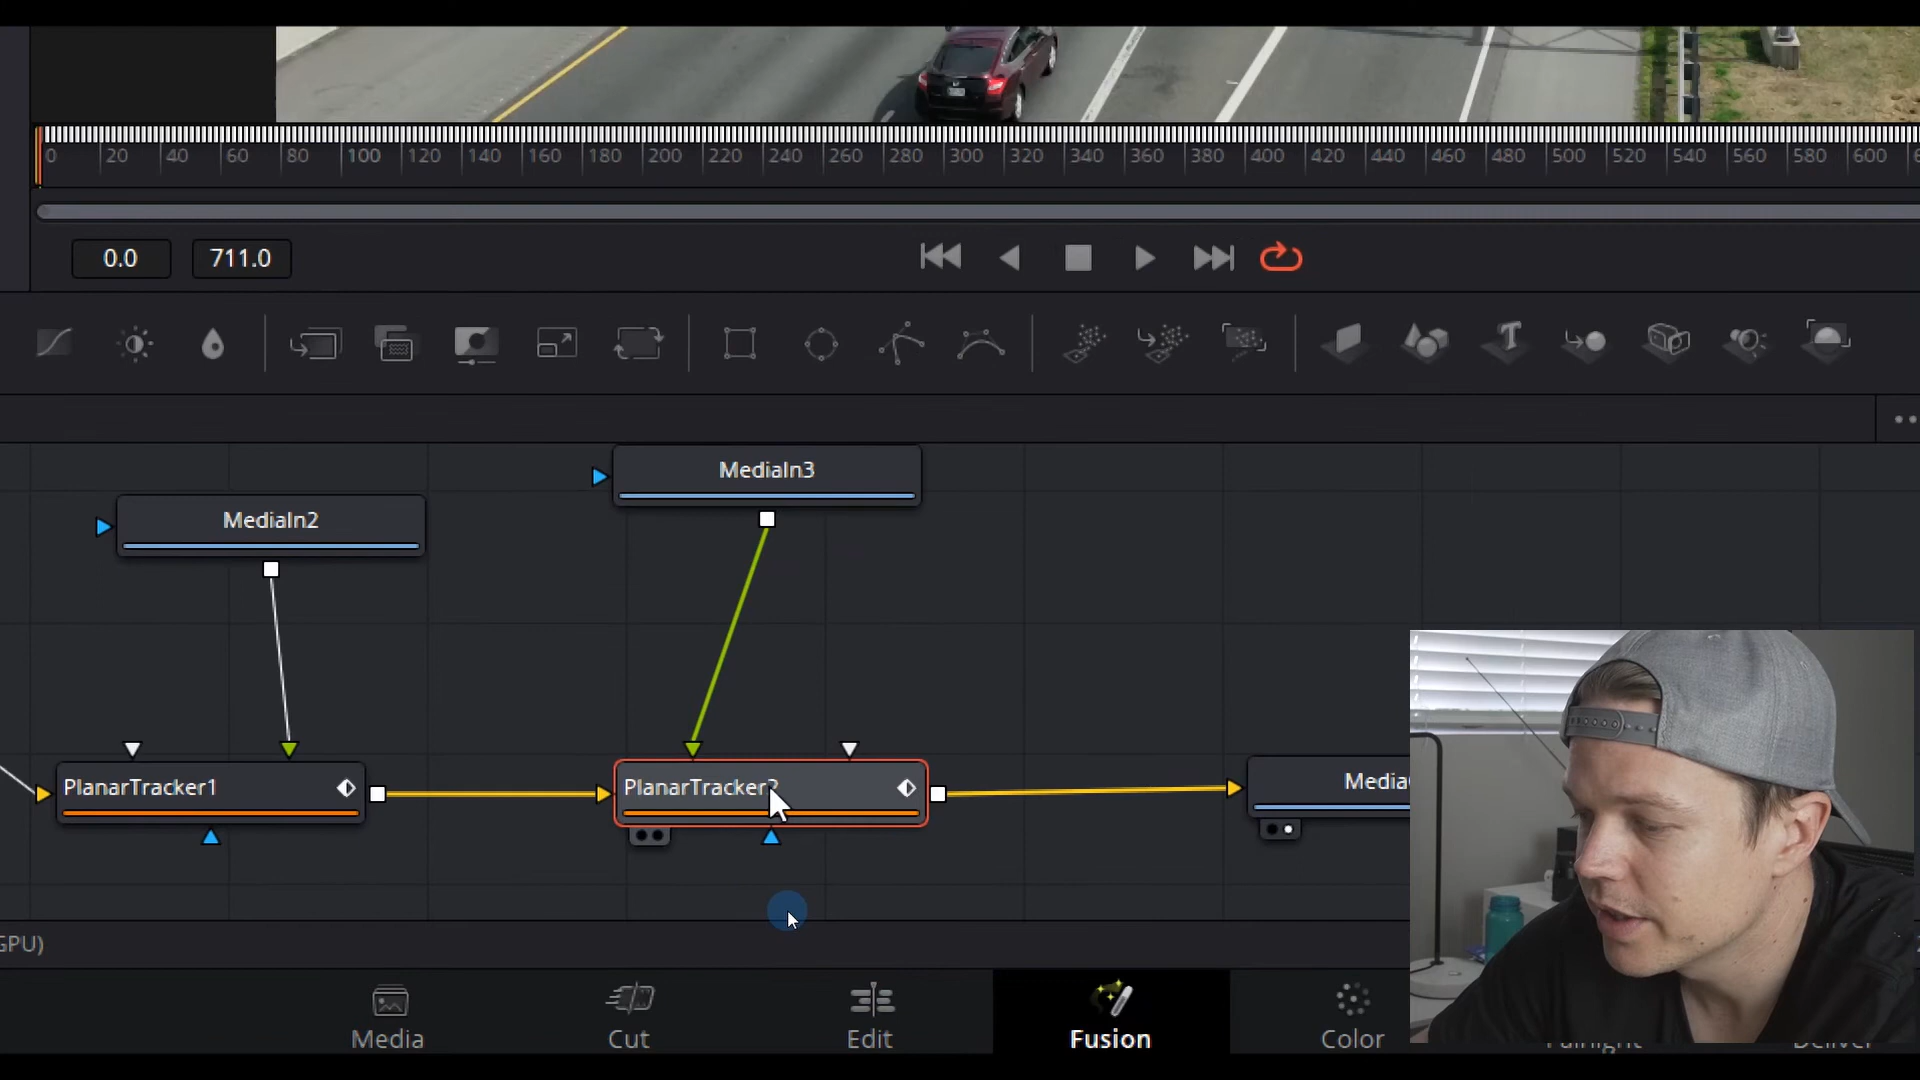 0 20 40 60 80 100 120 140 160 180 200 220 240 260 280 300 320 340 360 380 400 420 440 460 480 500 520 540 560 580 600
0.0 711.0
MediaIn3
MediaIn2
PlanarTracker1
PlanarTracker2
Media
GPU)
Media Cut Edit Fusion Color